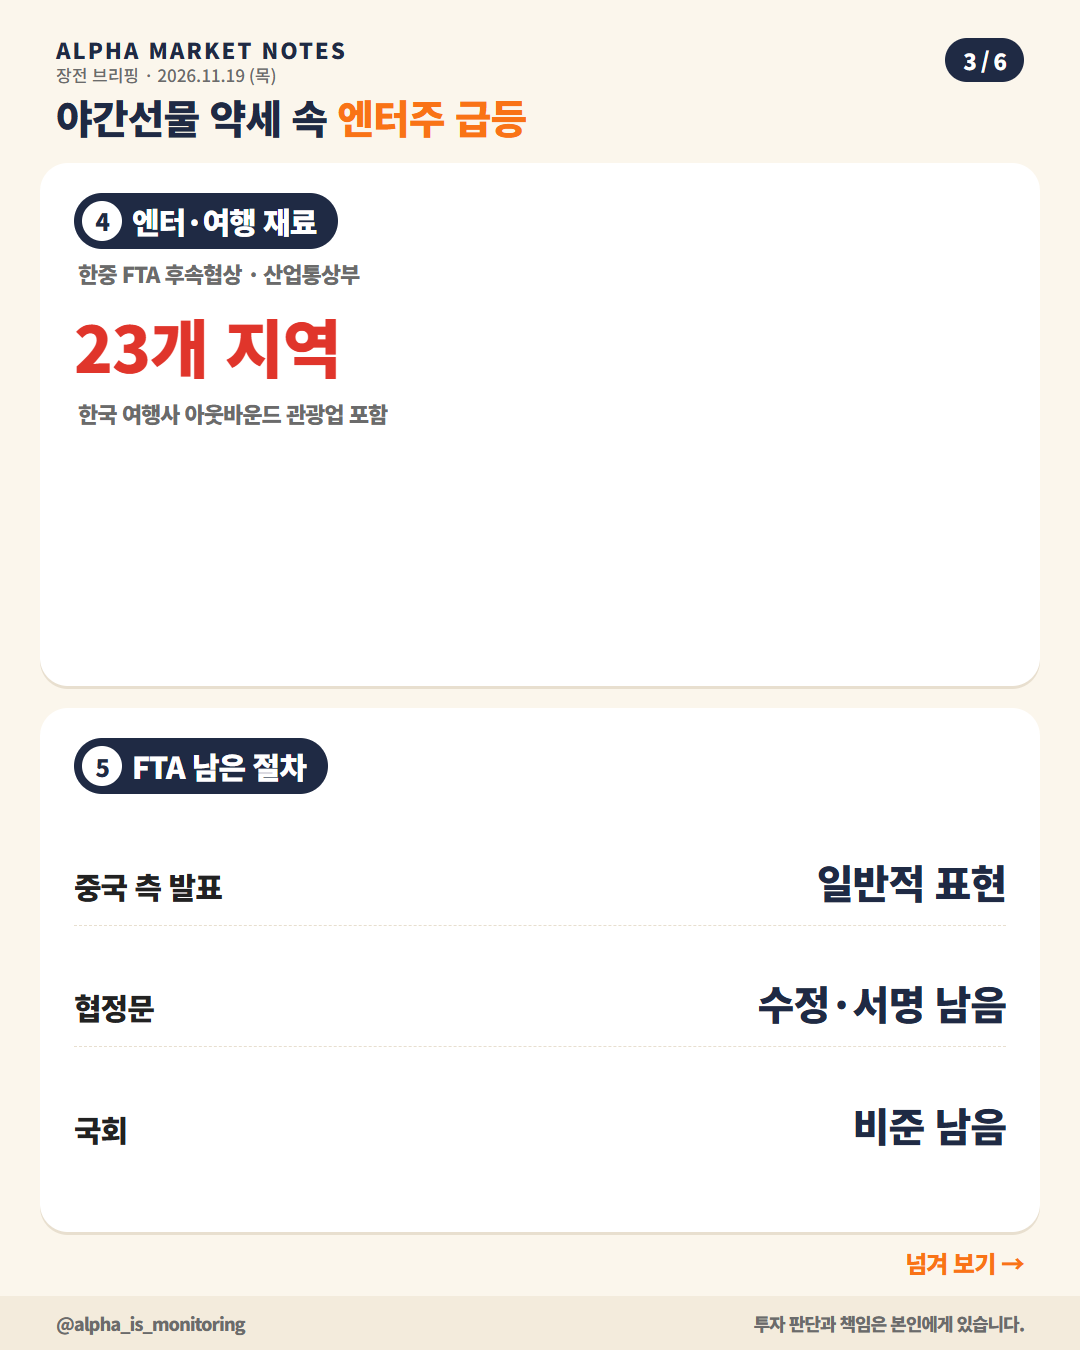 ALPHA MARKET NOTES
장전 브리핑 · 2026.11.19 (목)
3 / 6
야간선물 약세 속 엔터주 급등
4 엔터·여행 재료
한중 FTA 후속협상 · 산업통상부
23개 지역
한국 여행사 아웃바운드 관광업 포함
5 FTA 남은 절차
중국 측 발표 일반적 표현
협정문 수정·서명 남음
국회 비준 남음
넘겨 보기 →
@alpha_is_monitoring 투자 판단과 책임은 본인에게 있습니다.